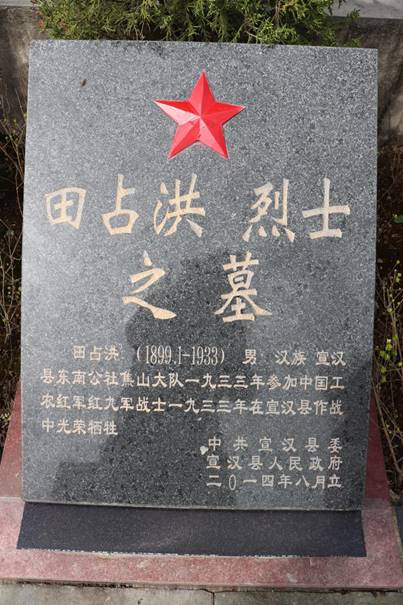 田占洪 烈士
之墓
田占洪（1899.1-1933）男 汉族 宣汉
县东南公社隽山大队一九三三年参加中国工
农红军红九军战士一九三三年在宣汉县作战
中光荣牺牲
中共宣汉县委
宣汉县人民政府
二〇一四年八月立